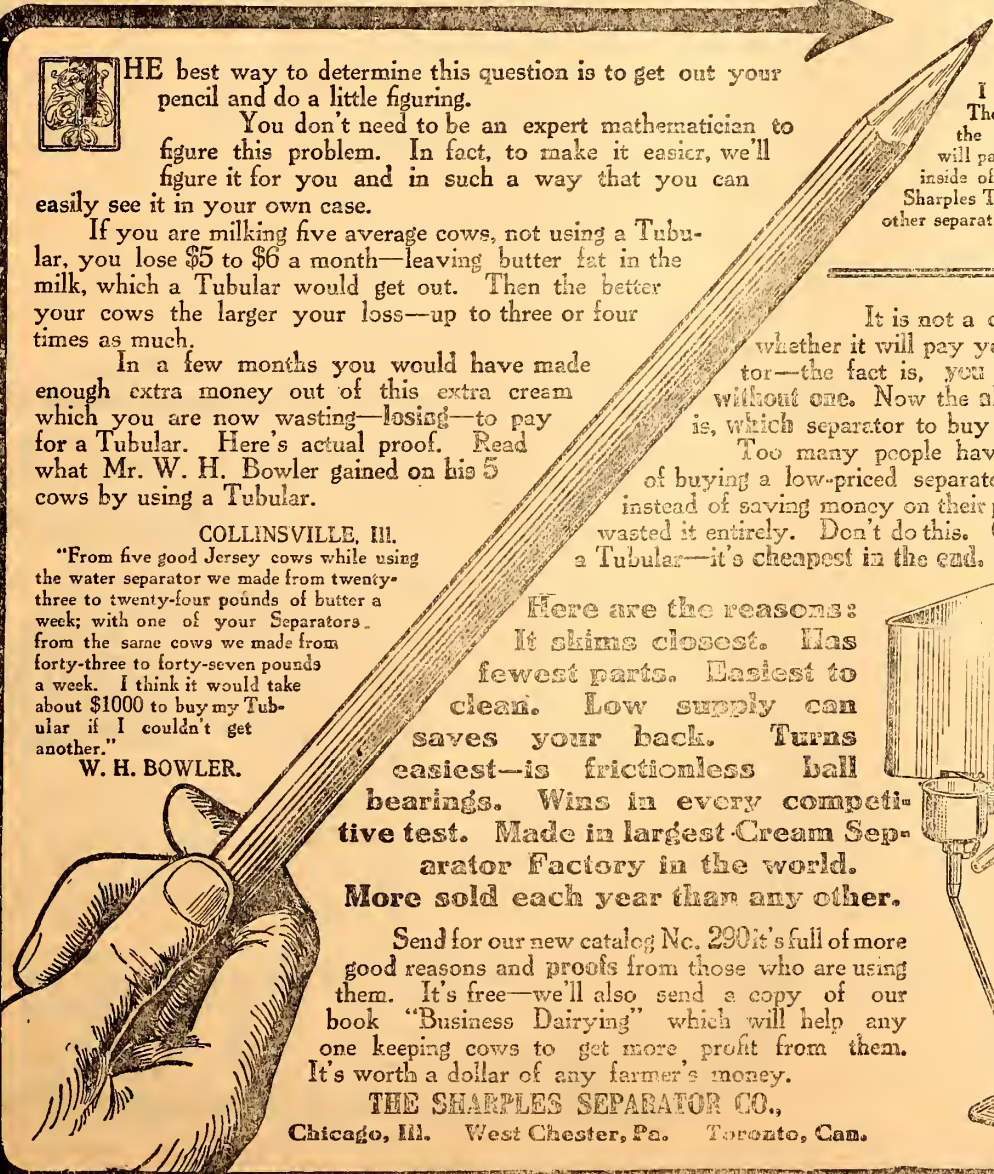 THE best way to determine this question is to get out your
pencil and do a little figuring.
You don't need to be an expert mathematician to
figure this problem. In fact, to make it easier, we'll
figure it for you and in such a way that you can
easily see it in your own case.
If you are milking five average cows, not using a Tubu-
lar, you lose $5 to $6 a month—leaving butter fat in the
milk, which a Tubular would get out. Then the better
your cows the larger your loss—up to three or four
times as much.
In a few months you would have made
enough extra money out of this extra cream
which you are now wasting—losing—to pay
for a Tubular. Here's actual proof. Read
what Mr. W. H. Bowler gained on his 5
cows by using a Tubular.
COLLINSVILLE, Ill.
"From five good Jersey cows while using
the water separator we made from twenty-
three to twenty-four pounds of butter a
week; with one of your Separators
from the same cows we made from
forty-three to forty-seven pounds
a week. I think it would take
about $1000 to buy my Tub-
ular if I couldn't get
another."
W. H. BOWLER.
I
the
will
inside of
Sharples
other
It is not a
whether it will pay
tor—the fact is, you
without one. Now the
is, which separator to buy
Too many people
of buying a low-priced
instead of saving money on their
wasted it entirely. Don't do this.
a Tubular—it's cheapest in the end.
Here are the reasons:
It skims closest. Has
fewest parts. Easiest to
clean. Low supply can
saves your back. Turns
easiest—is frictionless ball
bearings. Wins in every competi-
tive test. Made in largest Cream Sep-
arator Factory in the world.
More sold each year than any other.
Send for our new catalog No. 290 it's full of more
good reasons and proofs from those who are using
them. It's free—we'll also send a copy of our
book "Business Dairying" which will help any
one keeping cows to get more profit from them.
It's worth a dollar of any farmer's money.
THE SHARPLES SEPARATOR CO.,
Chicago, Ill. West Chester, Pa. Toronto, Can.